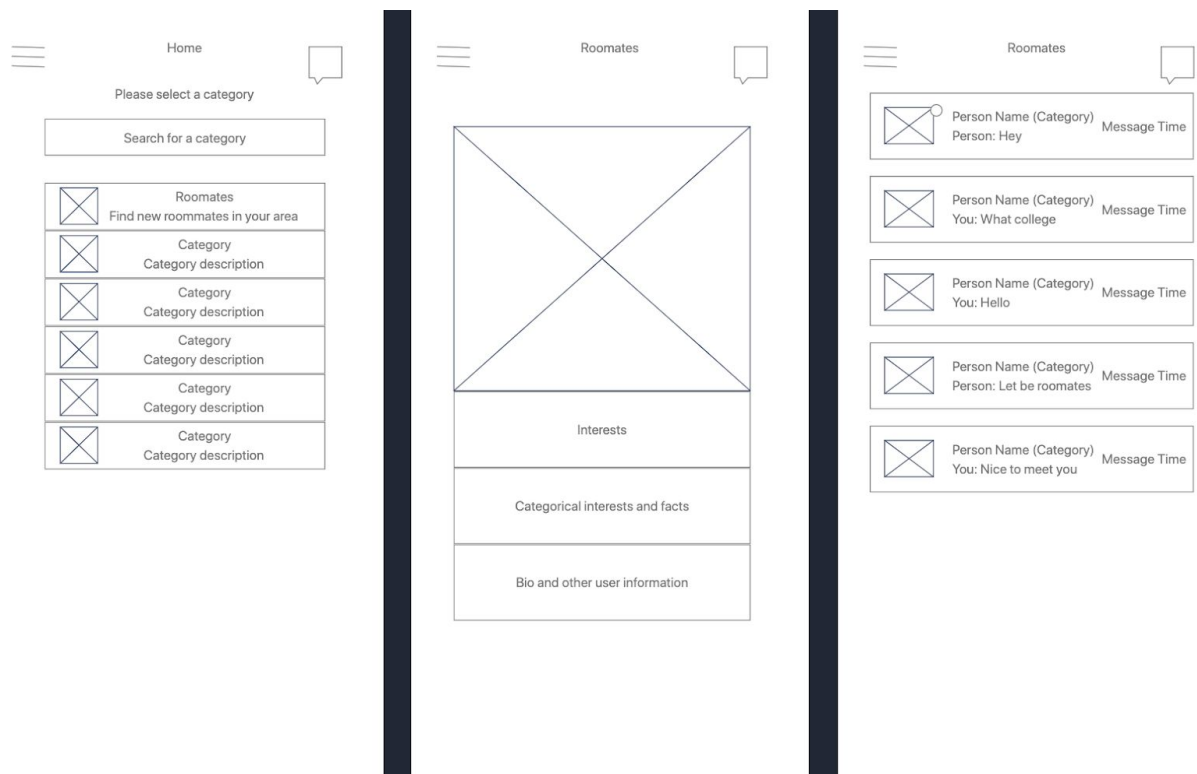 Home
Please select a category
Search for a category
Roomates
Find new roommates in your area
Category
Category description
Category
Category description
Category
Category description
Category
Category description
Category
Category description
Roomates
Interests
Categorical interests and facts
Bio and other user information
Roomates
Person Name (Category)
Person: Hey
Message Time
Person Name (Category)
You: What college
Message Time
Person Name (Category)
You: Hello
Message Time
Person Name (Category)
Person: Let be roomates
Message Time
Person Name (Category)
You: Nice to meet you
Message Time